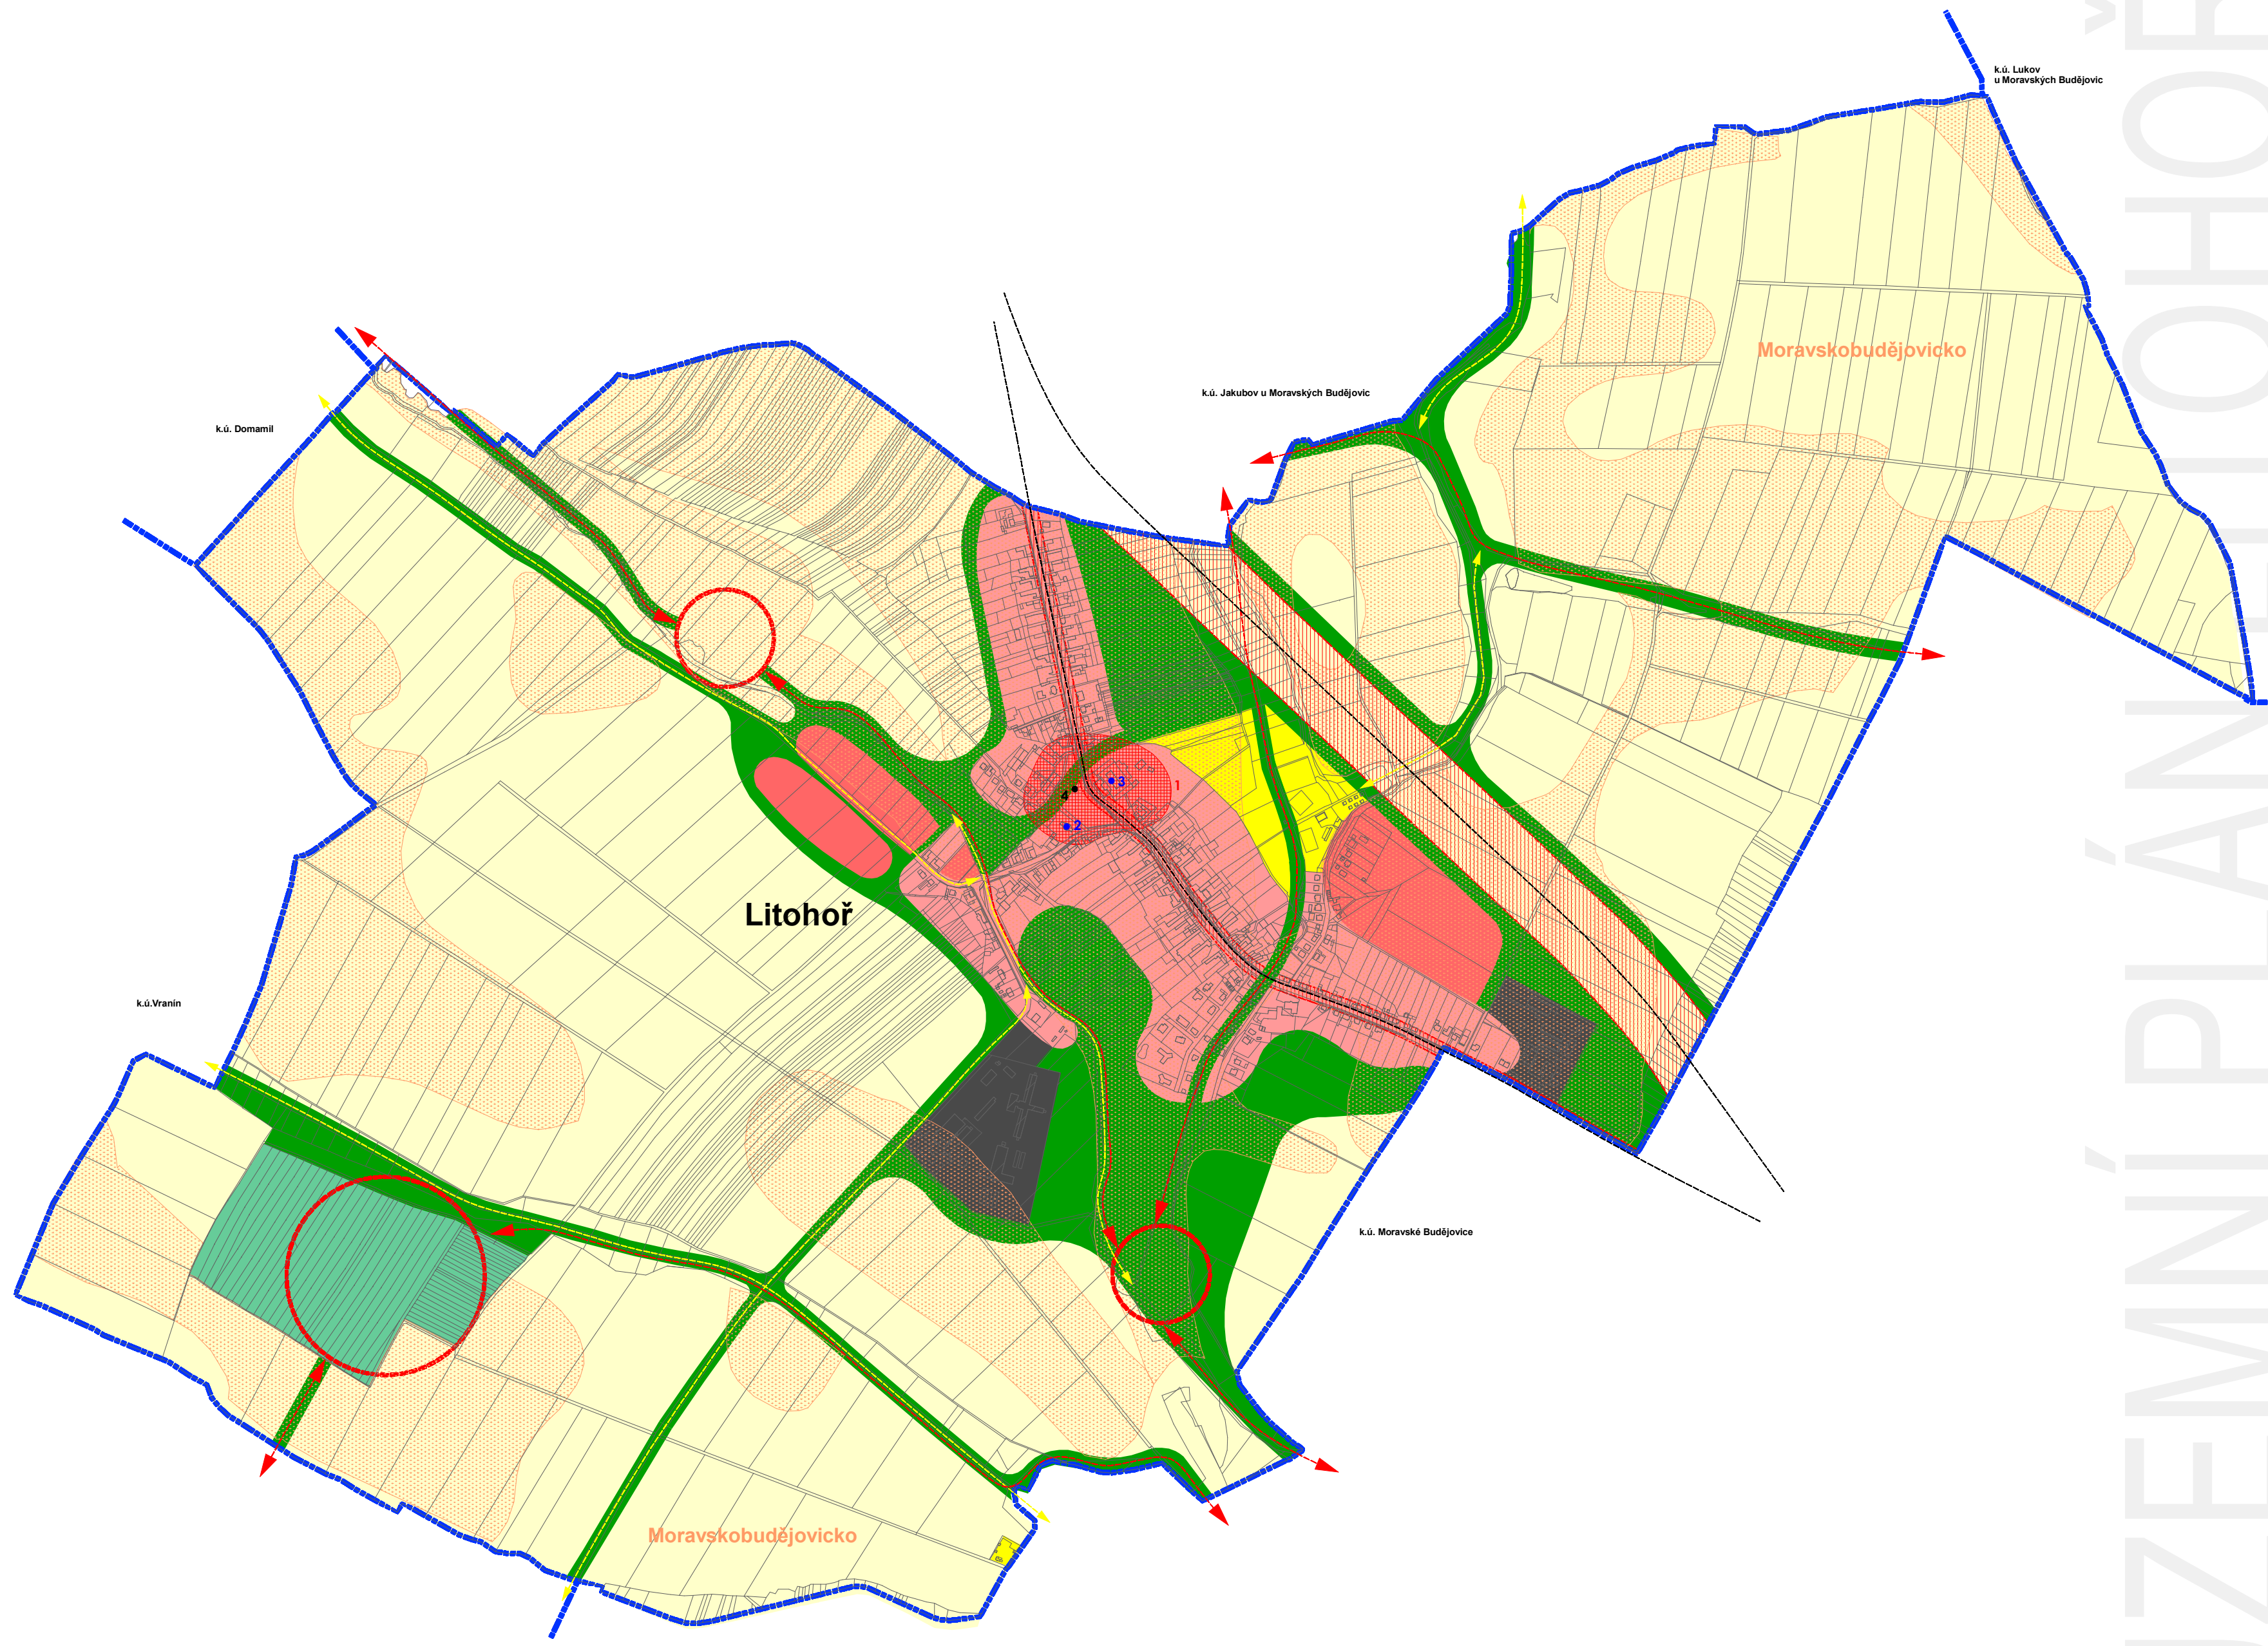 k.ú. Lukov
u Moravských Budějovic
Moravskobudějovicko
k.ú. Jakubov u Moravských Budějovic
k.ú. Domamil
3
1
4
2
Litohoř
k.ú.Vranín
k.ú. Moravské Budějovice
Moravskobudějovicko
ÚZEMNÍ PLÁN LITOHOŘ